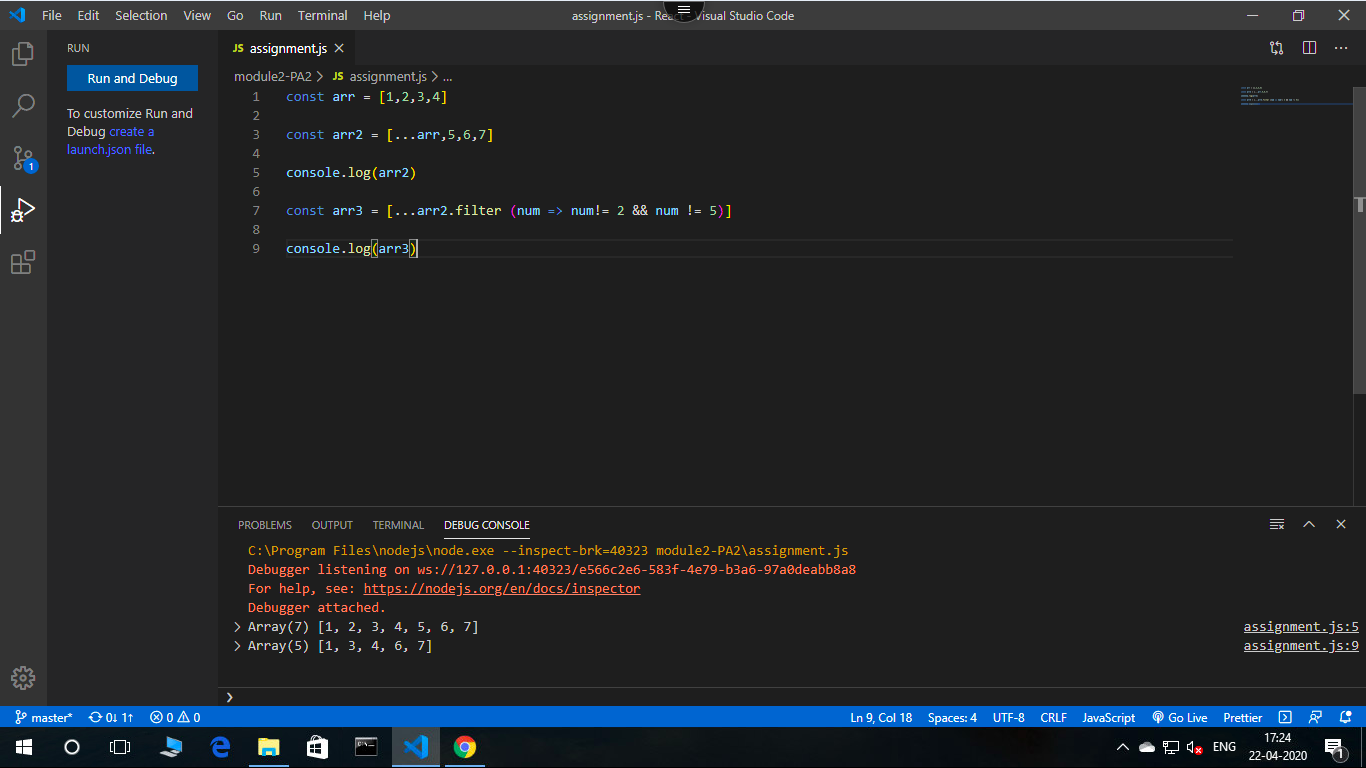 File Edit Selection View Go Run Terminal Help
assignment.js - React - Visual Studio Code
RUN
Run and Debug
To customize Run and
Debug create a
launch.json file.
JS assignment.js
module2-PA2 > JS assignment.js > ...
1 const arr = [1,2,3,4]
2
3 const arr2 = [...arr,5,6,7]
4
5 console.log(arr2)
6
7 const arr3 = [...arr2.filter (num => num!= 2 && num != 5)]
8
9 console.log(arr3)
1
PROBLEMS OUTPUT TERMINAL DEBUG CONSOLE
C:\Program Files\nodejs\node.exe --inspect-brk=40323 module2-PA2\assignment.js
Debugger listening on ws://127.0.0.1:40323/e566c2e6-583f-4e79-b3a6-97a0deabb8a8
For help, see: https://nodejs.org/en/docs/inspector
Debugger attached.
> Array(7) [1, 2, 3, 4, 5, 6, 7] assignment.js:5
> Array(5) [1, 3, 4, 6, 7] assignment.js:9
>
master* 0↓ 1↑ 0 0 Ln 9, Col 18 Spaces: 4 UTF-8 CRLF JavaScript Go Live Prettier
ENG
17:24
22-04-2020
1